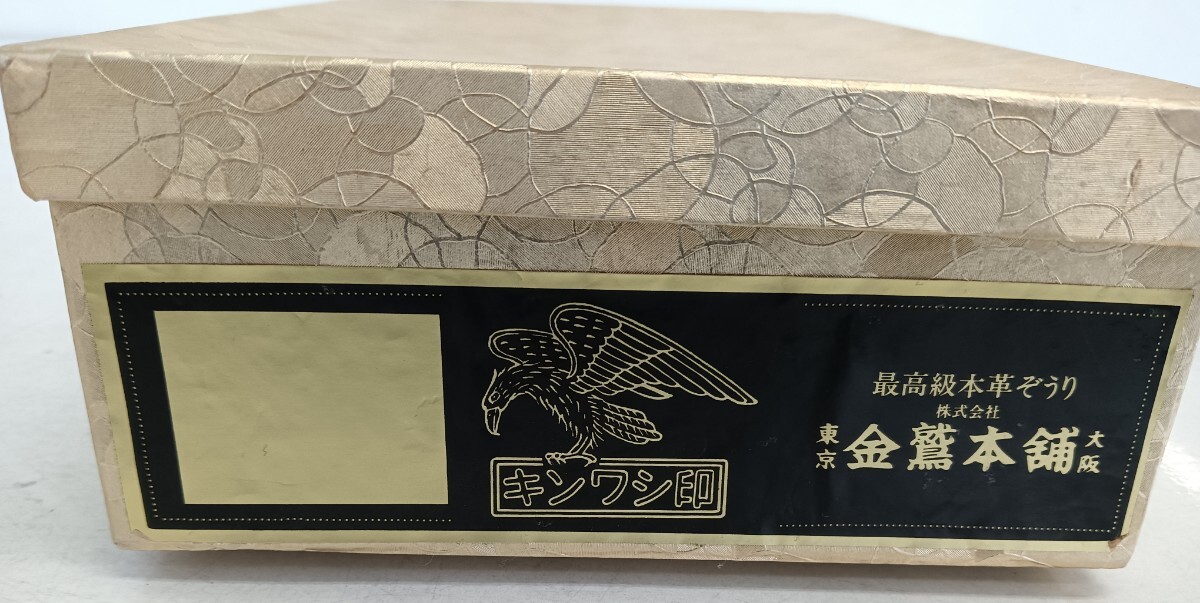 キンワシ印
最高級本革ぞうり
株式会社
東京 金鷲本舗 大阪